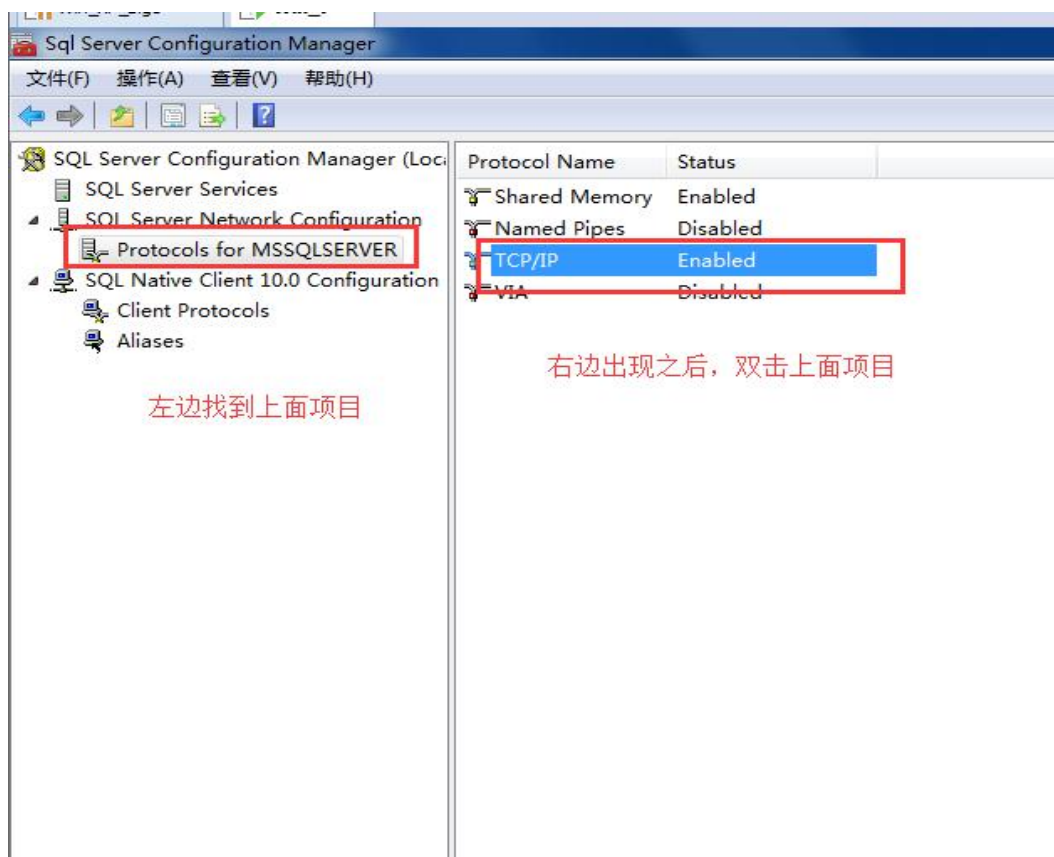 Sql Server Configuration Manager
文件(F) 操作(A) 查看(V) 帮助(H)
SQL Server Configuration Manager (Loca
SQL Server Services
SQL Server Network Configuration
Protocols for MSSQLSERVER
SQL Native Client 10.0 Configuration
Client Protocols
Aliases
左边找到上面项目
Protocol Name Status
Shared Memory Enabled
Named Pipes Disabled
TCP/IP Enabled
VIA Disabled
右边出现之后，双击上面项目